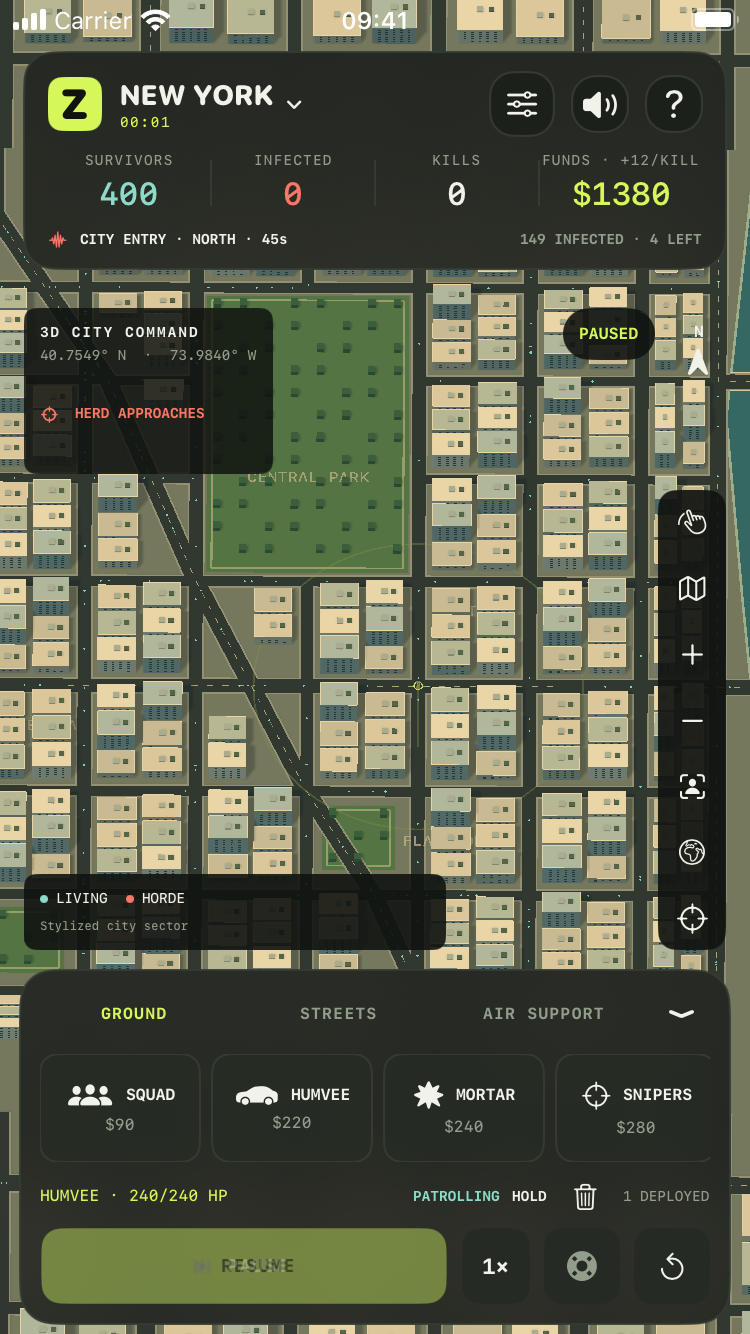 Carrier 09:41
Z NEW YORK
00:01
?
SURVIVORS INFECTED KILLS FUNDS · +12/KILL
400 0 0 $1380
CITY ENTRY · NORTH · 45s 149 INFECTED · 4 LEFT
3D CITY COMMAND
40.7549° N · 73.9840° W
HERD APPROACHES
PAUSED
N
CENTRAL PARK
LIVING HORDE
Stylized city sector
GROUND STREETS AIR SUPPORT
SQUAD HUMVEE MORTAR SNIPERS
$90 $220 $240 $280
HUMVEE · 240/240 HP PATROLLING HOLD 1 DEPLOYED
RESUME 1×